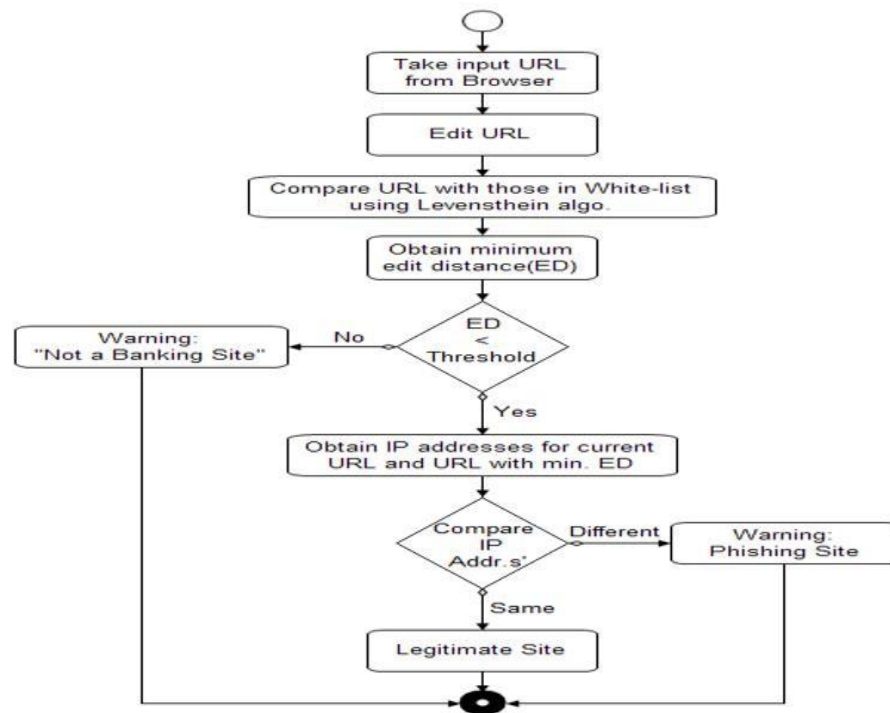 Take input URL
from Browser
Edit URL
Compare URL with those in White-list
using Levensthein algo.
Obtain minimum
edit distance(ED)
ED
<
Threshold
No
Warning:
"Not a Banking Site"
Yes
Obtain IP addresses for current
URL and URL with min. ED
Compare
IP
Addr.s'
Different
Warning:
Phishing Site
Same
Legitimate Site